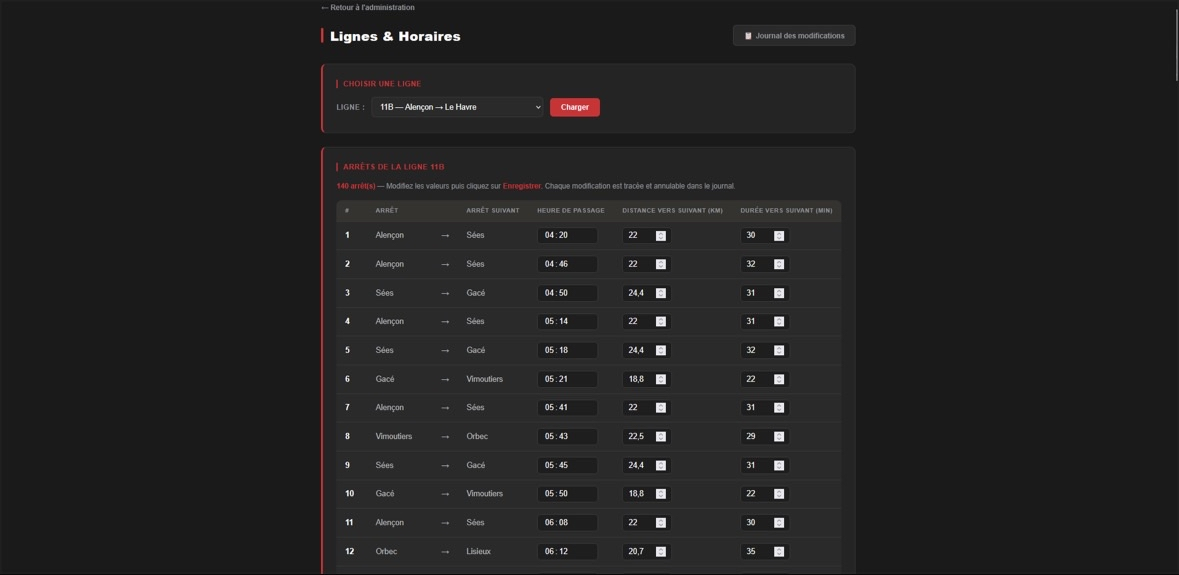 ← Retour à l'administration
Lignes & Horaires
📋 Journal des modifications
CHOISIR UNE LIGNE
LIGNE : 11B — Alençon → Le Havre Charger
ARRÊTS DE LA LIGNE 11B
140 arrêt(s) — Modifiez les valeurs puis cliquez sur Enregistrer. Chaque modification est tracée et annulable dans le journal.
# ARRÊT ARRÊT SUIVANT HEURE DE PASSAGE DISTANCE VERS SUIVANT (KM) DURÉE VERS SUIVANT (MIN)
1 Alençon → Sées 04:20 22 30
2 Alençon → Sées 04:46 22 32
3 Sées → Gacé 04:50 24,4 31
4 Alençon → Sées 05:14 22 31
5 Sées → Gacé 05:18 24,4 32
6 Gacé → Vimoutiers 05:21 18,8 22
7 Alençon → Sées 05:41 22 31
8 Vimoutiers → Orbec 05:43 22,5 29
9 Sées → Gacé 05:45 24,4 31
10 Gacé → Vimoutiers 05:50 18,8 22
11 Alençon → Sées 06:08 22 30
12 Orbec → Lisieux 06:12 20,7 35